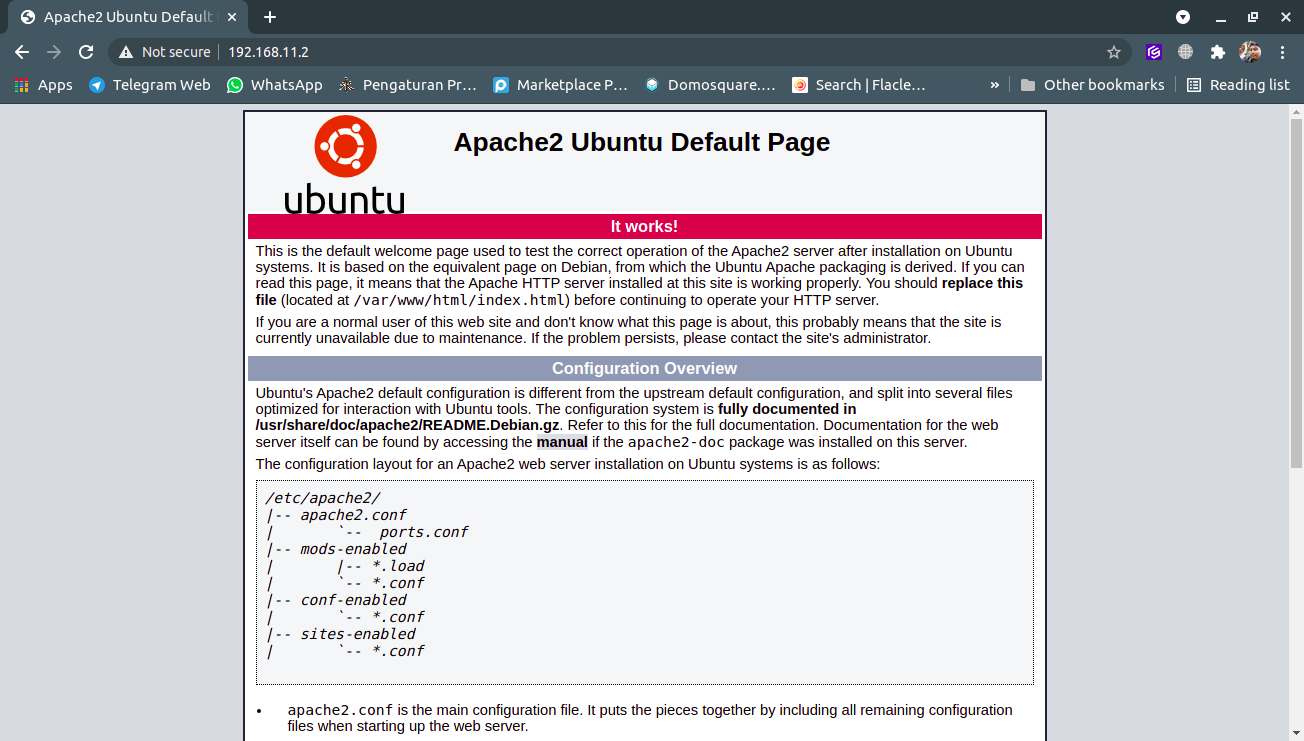 Apache2 Ubuntu Default
Not secure 192.168.11.2
Apps Telegram Web WhatsApp Pengaturan Pr... Marketplace P... Domosquare.... Search | Flacle... » Other bookmarks Reading list
ubuntu
Apache2 Ubuntu Default Page
It works!
This is the default welcome page used to test the correct operation of the Apache2 server after installation on Ubuntu
systems. It is based on the equivalent page on Debian, from which the Ubuntu Apache packaging is derived. If you can
read this page, it means that the Apache HTTP server installed at this site is working properly. You should replace this
file (located at /var/www/html/index.html) before continuing to operate your HTTP server.
If you are a normal user of this web site and don't know what this page is about, this probably means that the site is
currently unavailable due to maintenance. If the problem persists, please contact the site's administrator.
Configuration Overview
Ubuntu's Apache2 default configuration is different from the upstream default configuration, and split into several files
optimized for interaction with Ubuntu tools. The configuration system is fully documented in
/usr/share/doc/apache2/README.Debian.gz. Refer to this for the full documentation. Documentation for the web
server itself can be found by accessing the manual if the apache2-doc package was installed on this server.
The configuration layout for an Apache2 web server installation on Ubuntu systems is as follows:
/etc/apache2/
|-- apache2.conf
|       `--  ports.conf
|-- mods-enabled
|       |-- *.load
|       `-- *.conf
|-- conf-enabled
|       `-- *.conf
|-- sites-enabled
|       `-- *.conf
• apache2.conf is the main configuration file. It puts the pieces together by including all remaining configuration
files when starting up the web server.